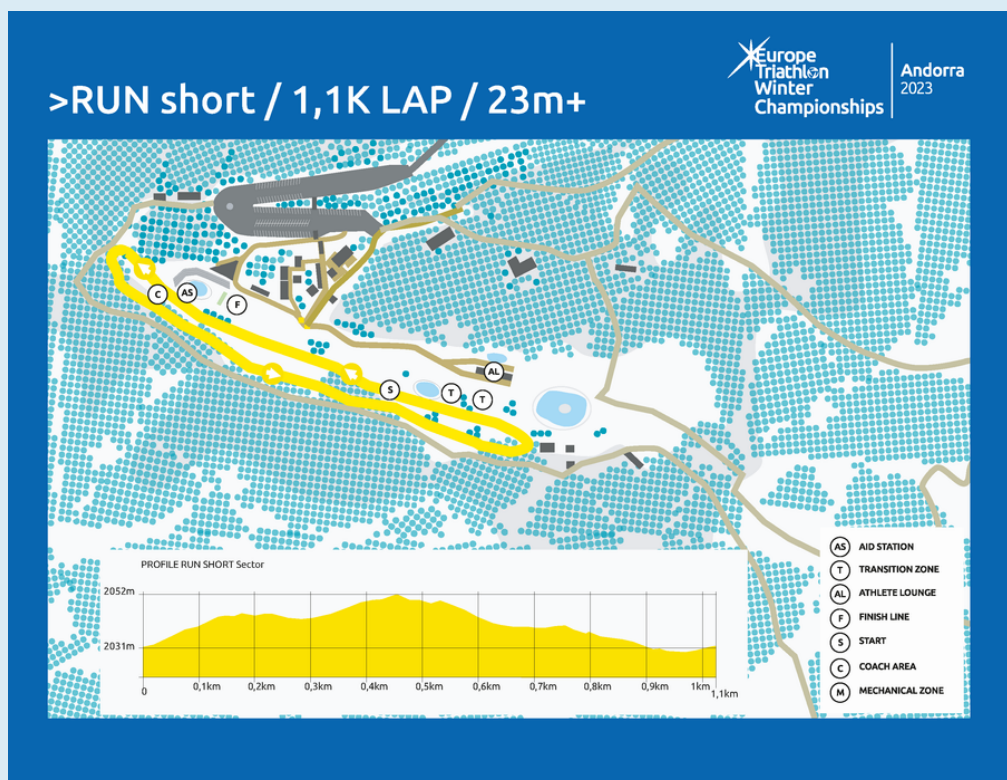 Europe
Triathlon
Winter
Championships
Andorra
2023
>RUN short / 1,1K LAP / 23m+
C
AS
F
AL
S
T
T
PROFILE RUN SHORT Sector
2052m
2031m
0
0,1km
0,2km
0,3km
0,4km
0,5km
0,6km
0,7km
0,8km
0,9km
1km
1,1km
AS AID STATION
T TRANSITION ZONE
AL ATHLETE LOUNGE
F FINISH LINE
S START
C COACH AREA
M MECHANICAL ZONE